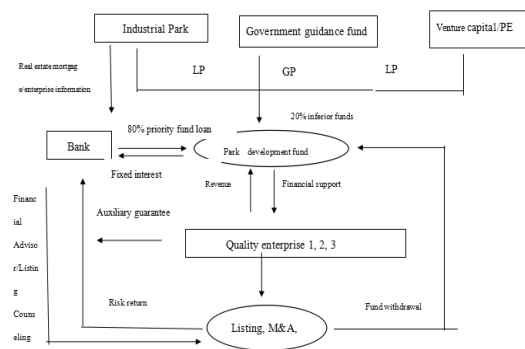 Industrial Park
Government guidance fund
Venture capital/PE
Real estate mortgag
e/enterprise information
LP
GP
LP
20% inferior funds
80% priority fund loan
Bank
Park development fund
Fixed interest
Revenue
Financial support
Financ
ial
Adviso
r/Listin
g
Couns
eling
Auxiliary guarantee
Quality enterprise 1, 2, 3
Risk return
Listing, M&A,
Fund withdrawal